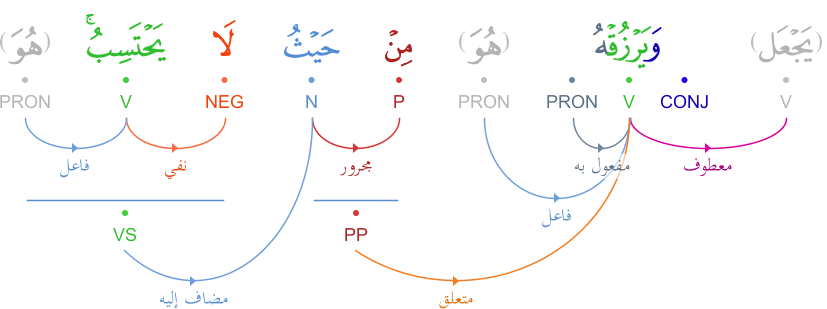 (يَجْعَل) وَيَرْزُقْهُ (هُوَ) مِنْ حَيْثُ لَا يَحْتَسِبُ ۚ (هُوَ)
V CONJ V PRON PRON P N NEG V PRON
معطوف مفعول به مجرور نفي فاعل
فاعل
PP VS
متعلق مضاف إليه